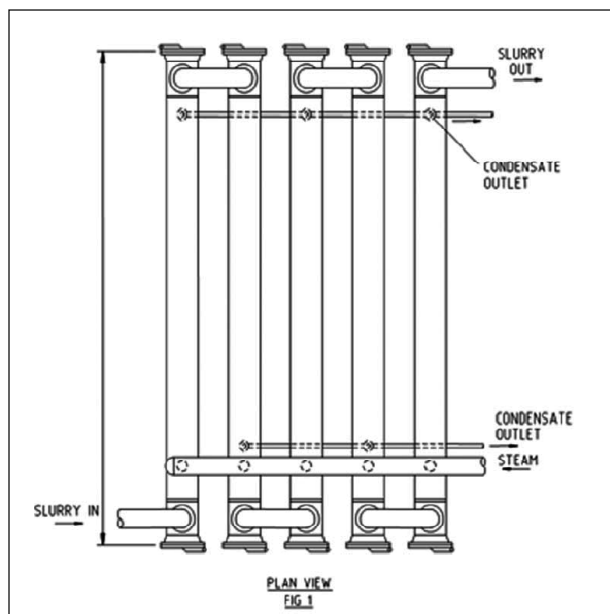 SLURRY
OUT
CONDENSATE
OUTLET
CONDENSATE
OUTLET
STEAM
SLURRY IN
PLAN VIEW
FIG 1